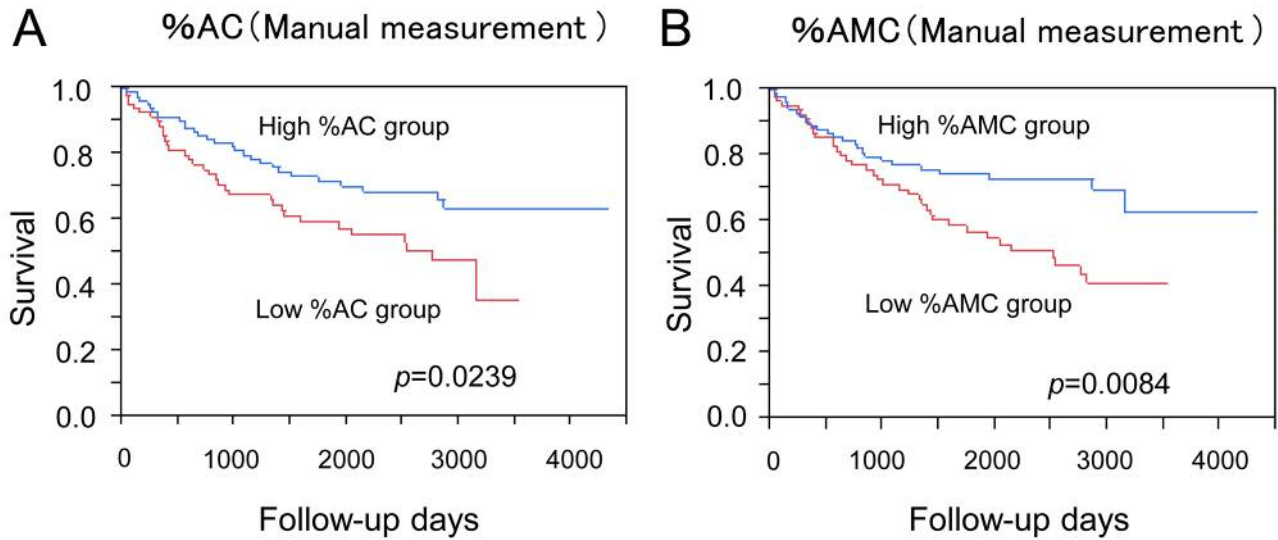 A
%AC(Manual measurement)
1.0
0.8
0.6
0.4
0.2
0.0
Survival
High %AC group
Low %AC group
p=0.0239
0 1000 2000 3000 4000
Follow-up days
B
%AMC(Manual measurement)
1.0
0.8
0.6
0.4
0.2
0.0
Survival
High %AMC group
Low %AMC group
p=0.0084
0 1000 2000 3000 4000
Follow-up days